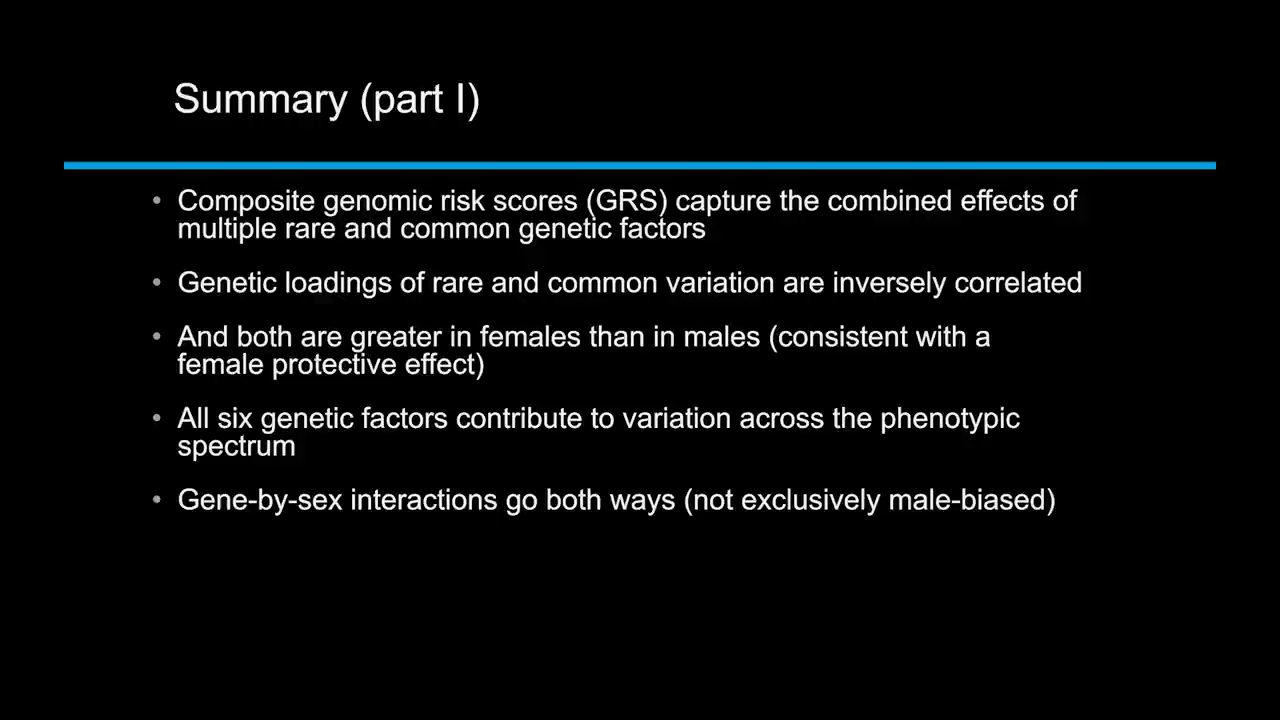 Summary (part I)
• Composite genomic risk scores (GRS) capture the combined effects of
multiple rare and common genetic factors
• Genetic loadings of rare and common variation are inversely correlated
• And both are greater in females than in males (consistent with a
female protective effect)
• All six genetic factors contribute to variation across the phenotypic
spectrum
• Gene-by-sex interactions go both ways (not exclusively male-biased)